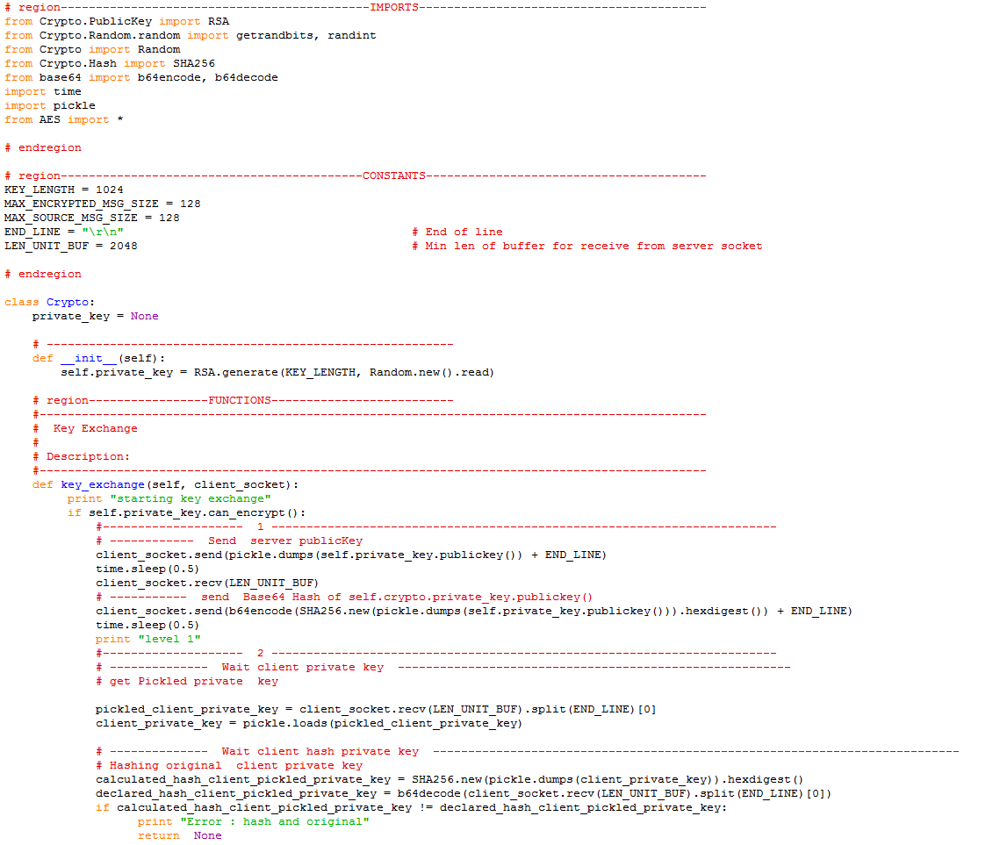 # region--------------------------------------------IMPORTS-----------------------------------------
from Crypto.PublicKey import RSA
from Crypto.Random.random import getrandbits, randint
from Crypto import Random
from Crypto.Hash import SHA256
from base64 import b64encode, b64decode
import time
import pickle
from AES import *
# endregion
# region-------------------------------------------CONSTANTS----------------------------------------
KEY_LENGTH = 1024
MAX_ENCRYPTED_MSG_SIZE = 128
MAX_SOURCE_MSG_SIZE = 128
END_LINE = "\r\n" # End of line
LEN_UNIT_BUF = 2048 # Min len of buffer for receive from server socket
# endregion
class Crypto:
    private_key = None
    # ----------------------------------------------------------
    def __init__(self):
        self.private_key = RSA.generate(KEY_LENGTH, Random.new().read)
    # region-----------------FUNCTIONS--------------------------
    #-----------------------------------------------------------------------------------------------
    #  Key Exchange
    #
    # Description:
    #-----------------------------------------------------------------------------------------------
    def key_exchange(self, client_socket):
         print "starting key exchange"
         if self.private_key.can_encrypt():
             #--------------------  1 ------------------------------------------------------------------------
             # ------------  Send  server publicKey
             client_socket.send(pickle.dumps(self.private_key.publickey()) + END_LINE)
             time.sleep(0.5)
             client_socket.recv(LEN_UNIT_BUF)
             # -----------  send  Base64 Hash of self.crypto.private_key.publickey()
             client_socket.send(b64encode(SHA256.new(pickle.dumps(self.private_key.publickey())).hexdigest()) + END_LINE)
             time.sleep(0.5)
             print "level 1"
             #--------------------  2 ------------------------------------------------------------------------
             # --------------  Wait client private key  --------------------------------------------------------
             # get Pickled private  key
             pickled_client_private_key = client_socket.recv(LEN_UNIT_BUF).split(END_LINE)[0]
             client_private_key = pickle.loads(pickled_client_private_key)
             # --------------  Wait client hash private key  ---------------------------------------------------------------------------
             # Hashing original  client private key
             calculated_hash_client_pickled_private_key = SHA256.new(pickle.dumps(client_private_key)).hexdigest()
             declared_hash_client_pickled_private_key = b64decode(client_socket.recv(LEN_UNIT_BUF).split(END_LINE)[0])
             if calculated_hash_client_pickled_private_key != declared_hash_client_pickled_private_key:
                   print "Error : hash and original"
                   return  None